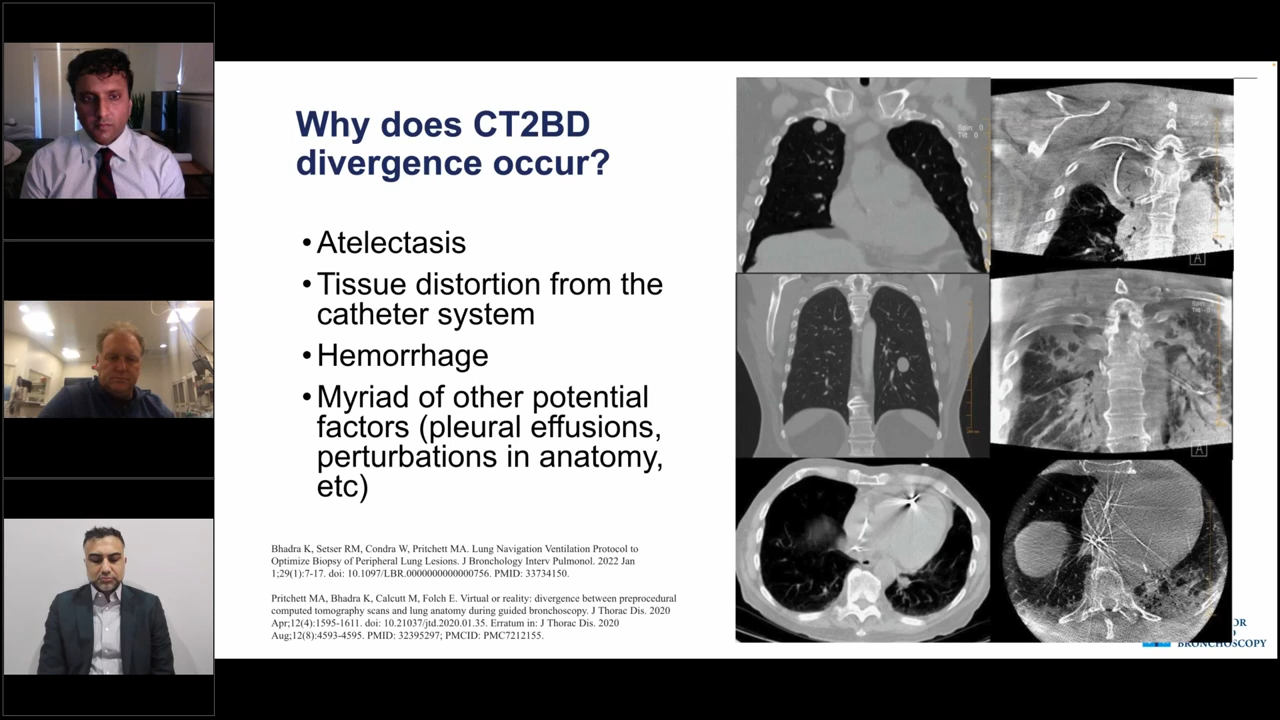 Why does CT2BD
divergence occur?
• Atelectasis
• Tissue distortion from the
catheter system
• Hemorrhage
• Myriad of other potential
factors (pleural effusions,
perturbations in anatomy,
etc)
Bhadra K, Setser RM, Condra W, Pritchett MA. Lung Navigation Ventilation Protocol to
Optimize Biopsy of Peripheral Lung Lesions. J Bronchology Interv Pulmonol. 2022 Jan
1;29(1):7-17. doi: 10.1097/LBR.0000000000000756. PMID: 33734150.
Pritchett MA, Bhadra K, Calcutt M, Folch E. Virtual or reality: divergence between preprocedural
computed tomography scans and lung anatomy during guided bronchoscopy. J Thorac Dis. 2020
Apr;12(4):1595-1611. doi: 10.21037/jtd.2020.01.35. Erratum in: J Thorac Dis. 2020
Aug;12(8):4593-4595. PMID: 32395297; PMCID: PMC7212155.
Spin 0
Tilt 0
A
A
OR
BRONCHOSCOPY